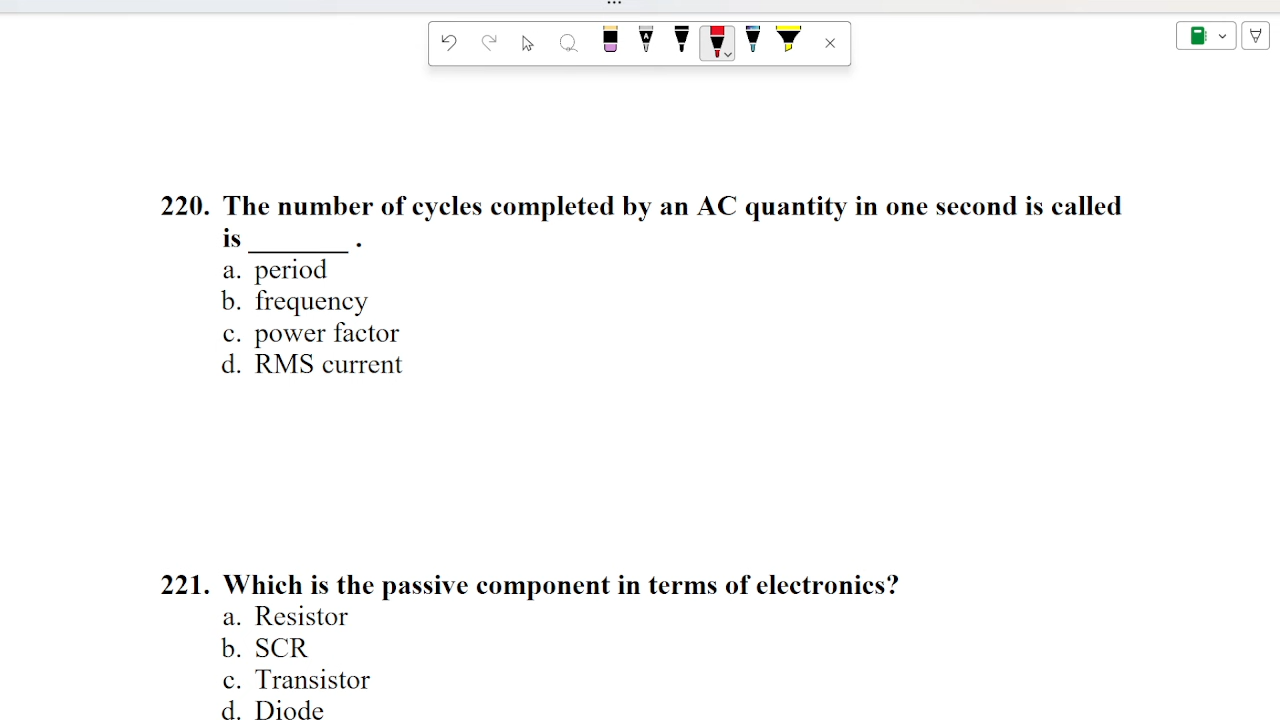 220. The number of cycles completed by an AC quantity in one second is called
is _______ .
a. period
b. frequency
c. power factor
d. RMS current
221. Which is the passive component in terms of electronics?
a. Resistor
b. SCR
c. Transistor
d. Diode